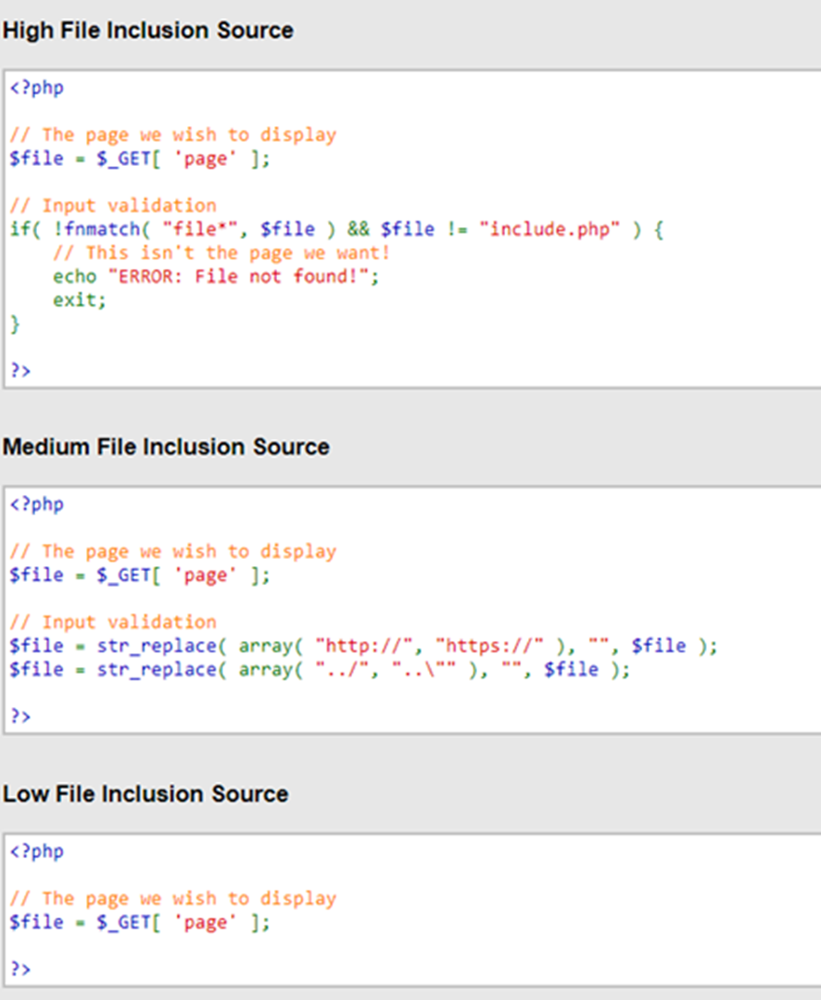 High File Inclusion Source
<?php
// The page we wish to display
$file = $_GET[ 'page' ];
// Input validation
if( !fnmatch( "file*", $file ) && $file != "include.php" ) {
    // This isn't the page we want!
    echo "ERROR: File not found!";
    exit;
}
?>
Medium File Inclusion Source
<?php
// The page we wish to display
$file = $_GET[ 'page' ];
// Input validation
$file = str_replace( array( "http://", "https://" ), "", $file );
$file = str_replace( array( "../", "..\"" ), "", $file );
?>
Low File Inclusion Source
<?php
// The page we wish to display
$file = $_GET[ 'page' ];
?>